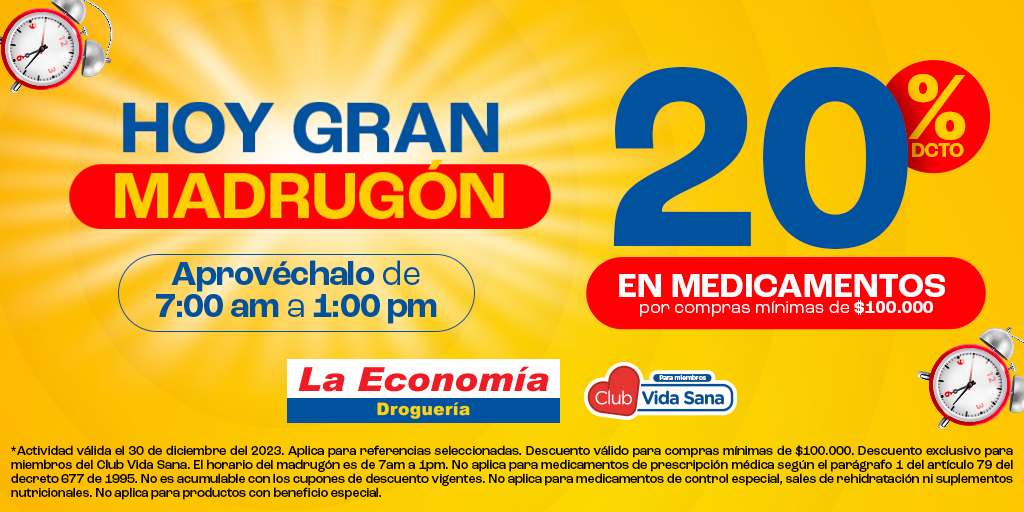 HOY GRAN
MADRUGÓN
Aprovéchalo de
7:00 am a 1:00 pm
20%
DCTO
EN MEDICAMENTOS
por compras mínimas de $100.000
La Economía
Droguería
Para miembros
Club Vida Sana
*Actividad válida el 30 de diciembre del 2023. Aplica para referencias seleccionadas. Descuento válido para compras mínimas de $100.000. Descuento exclusivo para
miembros del Club Vida Sana. El horario del madrugón es de 7am a 1pm. No aplica para medicamentos de prescripción médica según el parágrafo 1 del artículo 79 del
decreto 677 de 1995. No es acumulable con los cupones de descuento vigentes. No aplica para medicamentos de control especial, sales de rehidratación ni suplementos
nutricionales. No aplica para productos con beneficio especial.